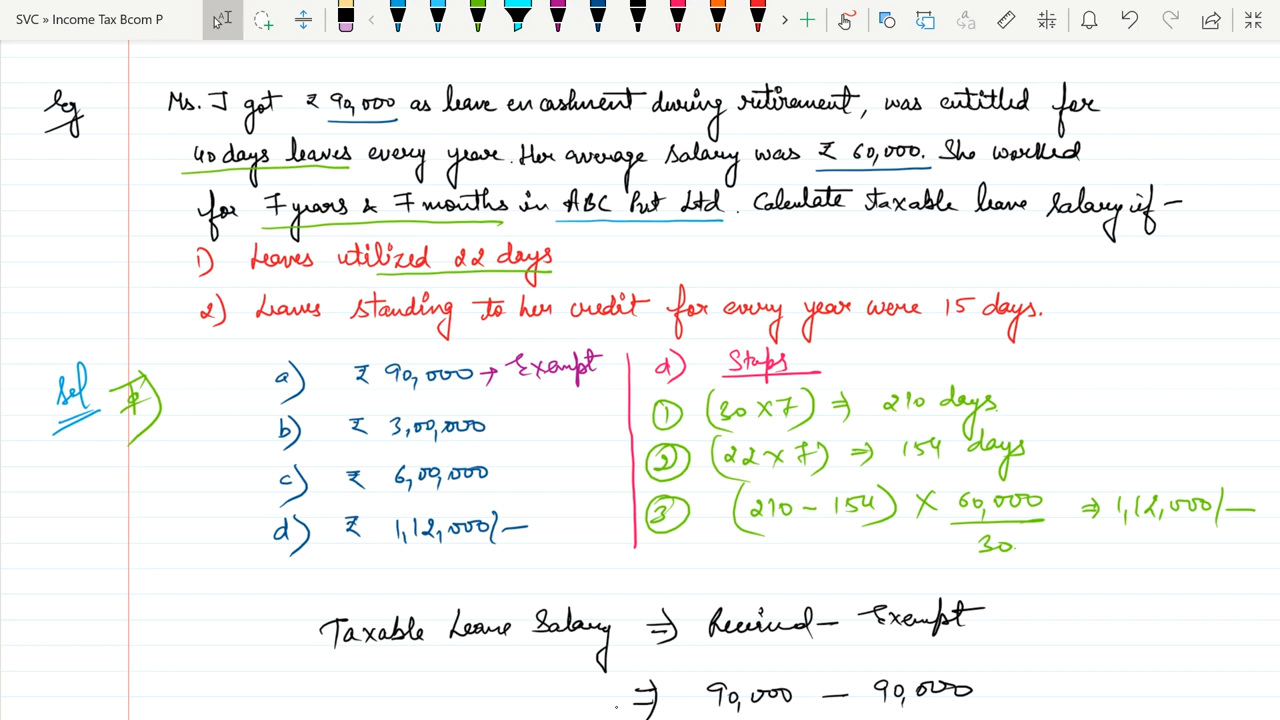 SVC » Income Tax Bcom P
Eg
Ms. J got ₹ 90,000 as leave encashment during retirement, was entitled for
40 days leaves every year. Her average salary was ₹ 60,000. She worked
for 7 years & 7 months in ABC Pvt Ltd. Calculate taxable leave salary if –
1) Leaves utilized 22 days
2) Leaves standing to her credit for every year were 15 days.
Sol
a) ₹ 90,000 → Exempt
b) ₹ 3,00,000
c) ₹ 6,00,000
d) ₹ 1,12,000/–
d) Steps
① (30 x 7) ⇒ 210 days
② (22 x 7) ⇒ 154 days
③ (210 – 154) X 60,000 ⇒ 1,12,000/–
30
Taxable Leave Salary ⇒ Received – Exempt
⇒ 90,000 – 90,000